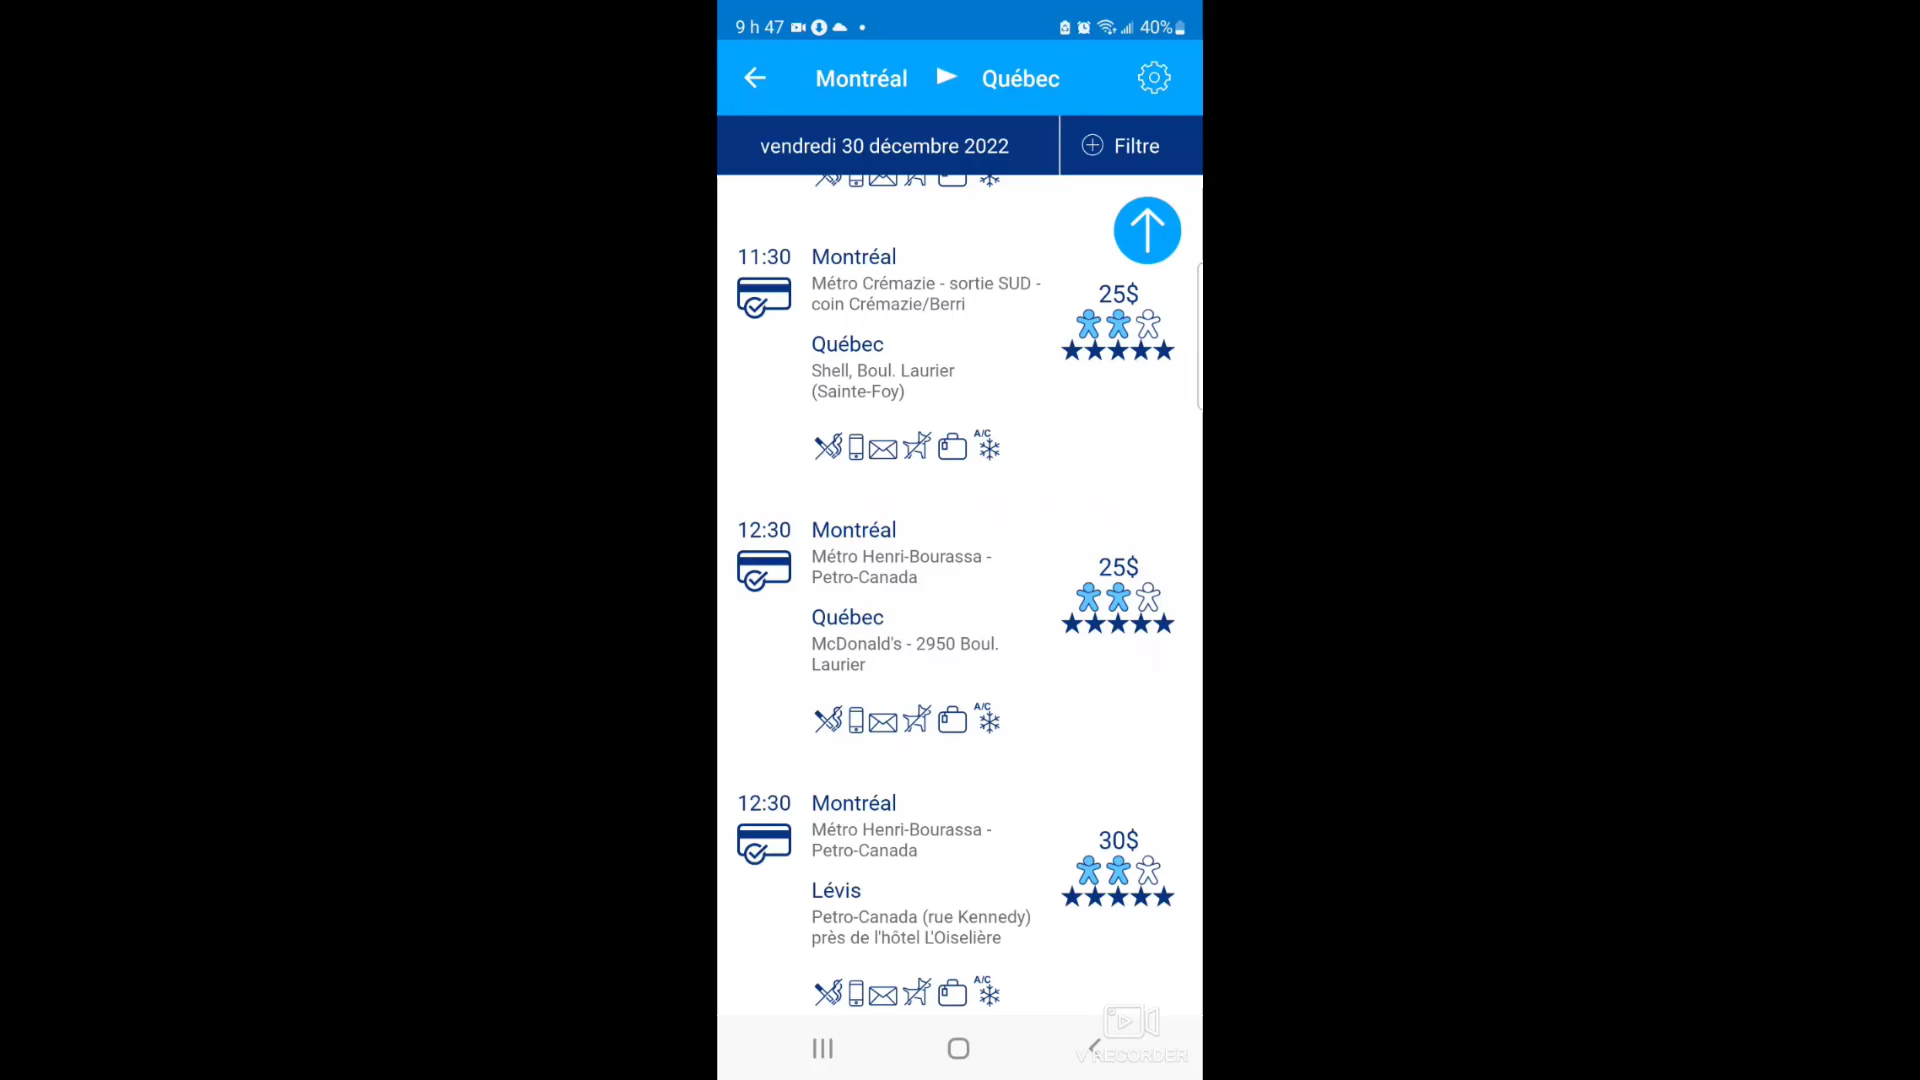 9 h 47
40%
Montréal
Québec
vendredi 30 décembre 2022
Filtre
11:30
Montréal
Métro Crémazie - sortie SUD -
coin Crémazie/Berri
25$
Québec
Shell, Boul. Laurier
(Sainte-Foy)
A/C
12:30
Montréal
Métro Henri-Bourassa -
Petro-Canada
25$
Québec
McDonald's - 2950 Boul.
Laurier
A/C
12:30
Montréal
Métro Henri-Bourassa -
Petro-Canada
30$
Lévis
Petro-Canada (rue Kennedy)
près de l'hôtel L'Oiselière
A/C
V RECORDER